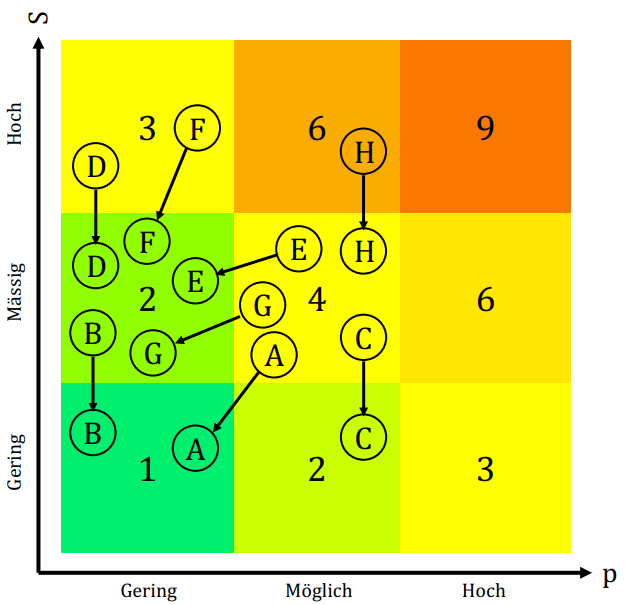 S
Hoch
3
F
6
H
9
D
Mässig
F
D
E
E
H
2
G
4
6
B
G
A
C
Gering
B
A
C
1
2
3
p
Gering
Möglich
Hoch